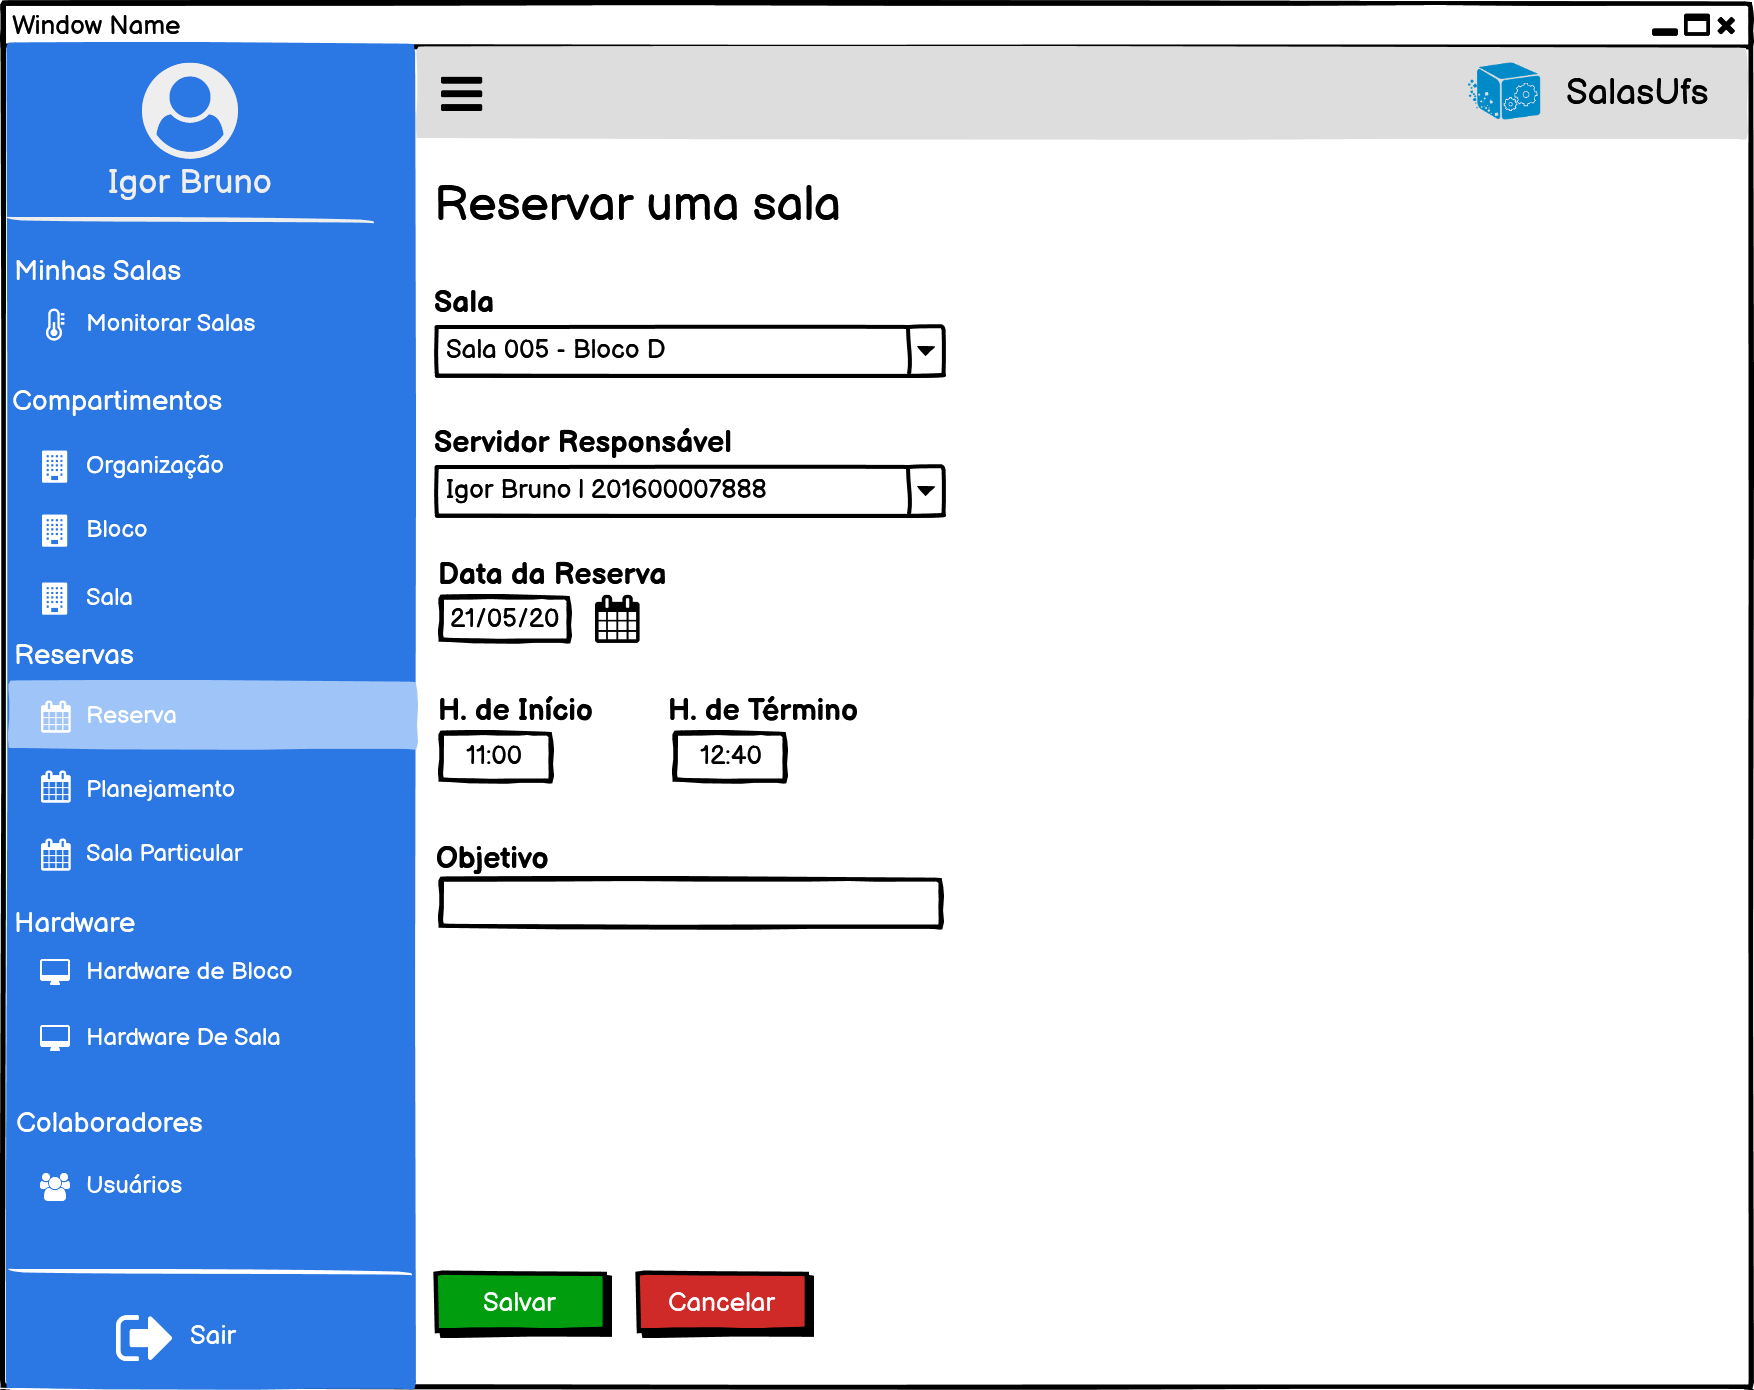 Window Name
Igor Bruno
Minhas Salas
Monitorar Salas
Compartimentos
Organização
Bloco
Sala
Reservas
Reserva
Planejamento
Sala Particular
Hardware
Hardware de Bloco
Hardware De Sala
Colaboradores
Usuários
Sair
SalasUfs
Reservar uma sala
Sala
Sala 005 - Bloco D
Servidor Responsável
Igor Bruno | 201600007888
Data da Reserva
21/05/20
H. de Início H. de Término
11:00 12:40
Objetivo
Salvar Cancelar